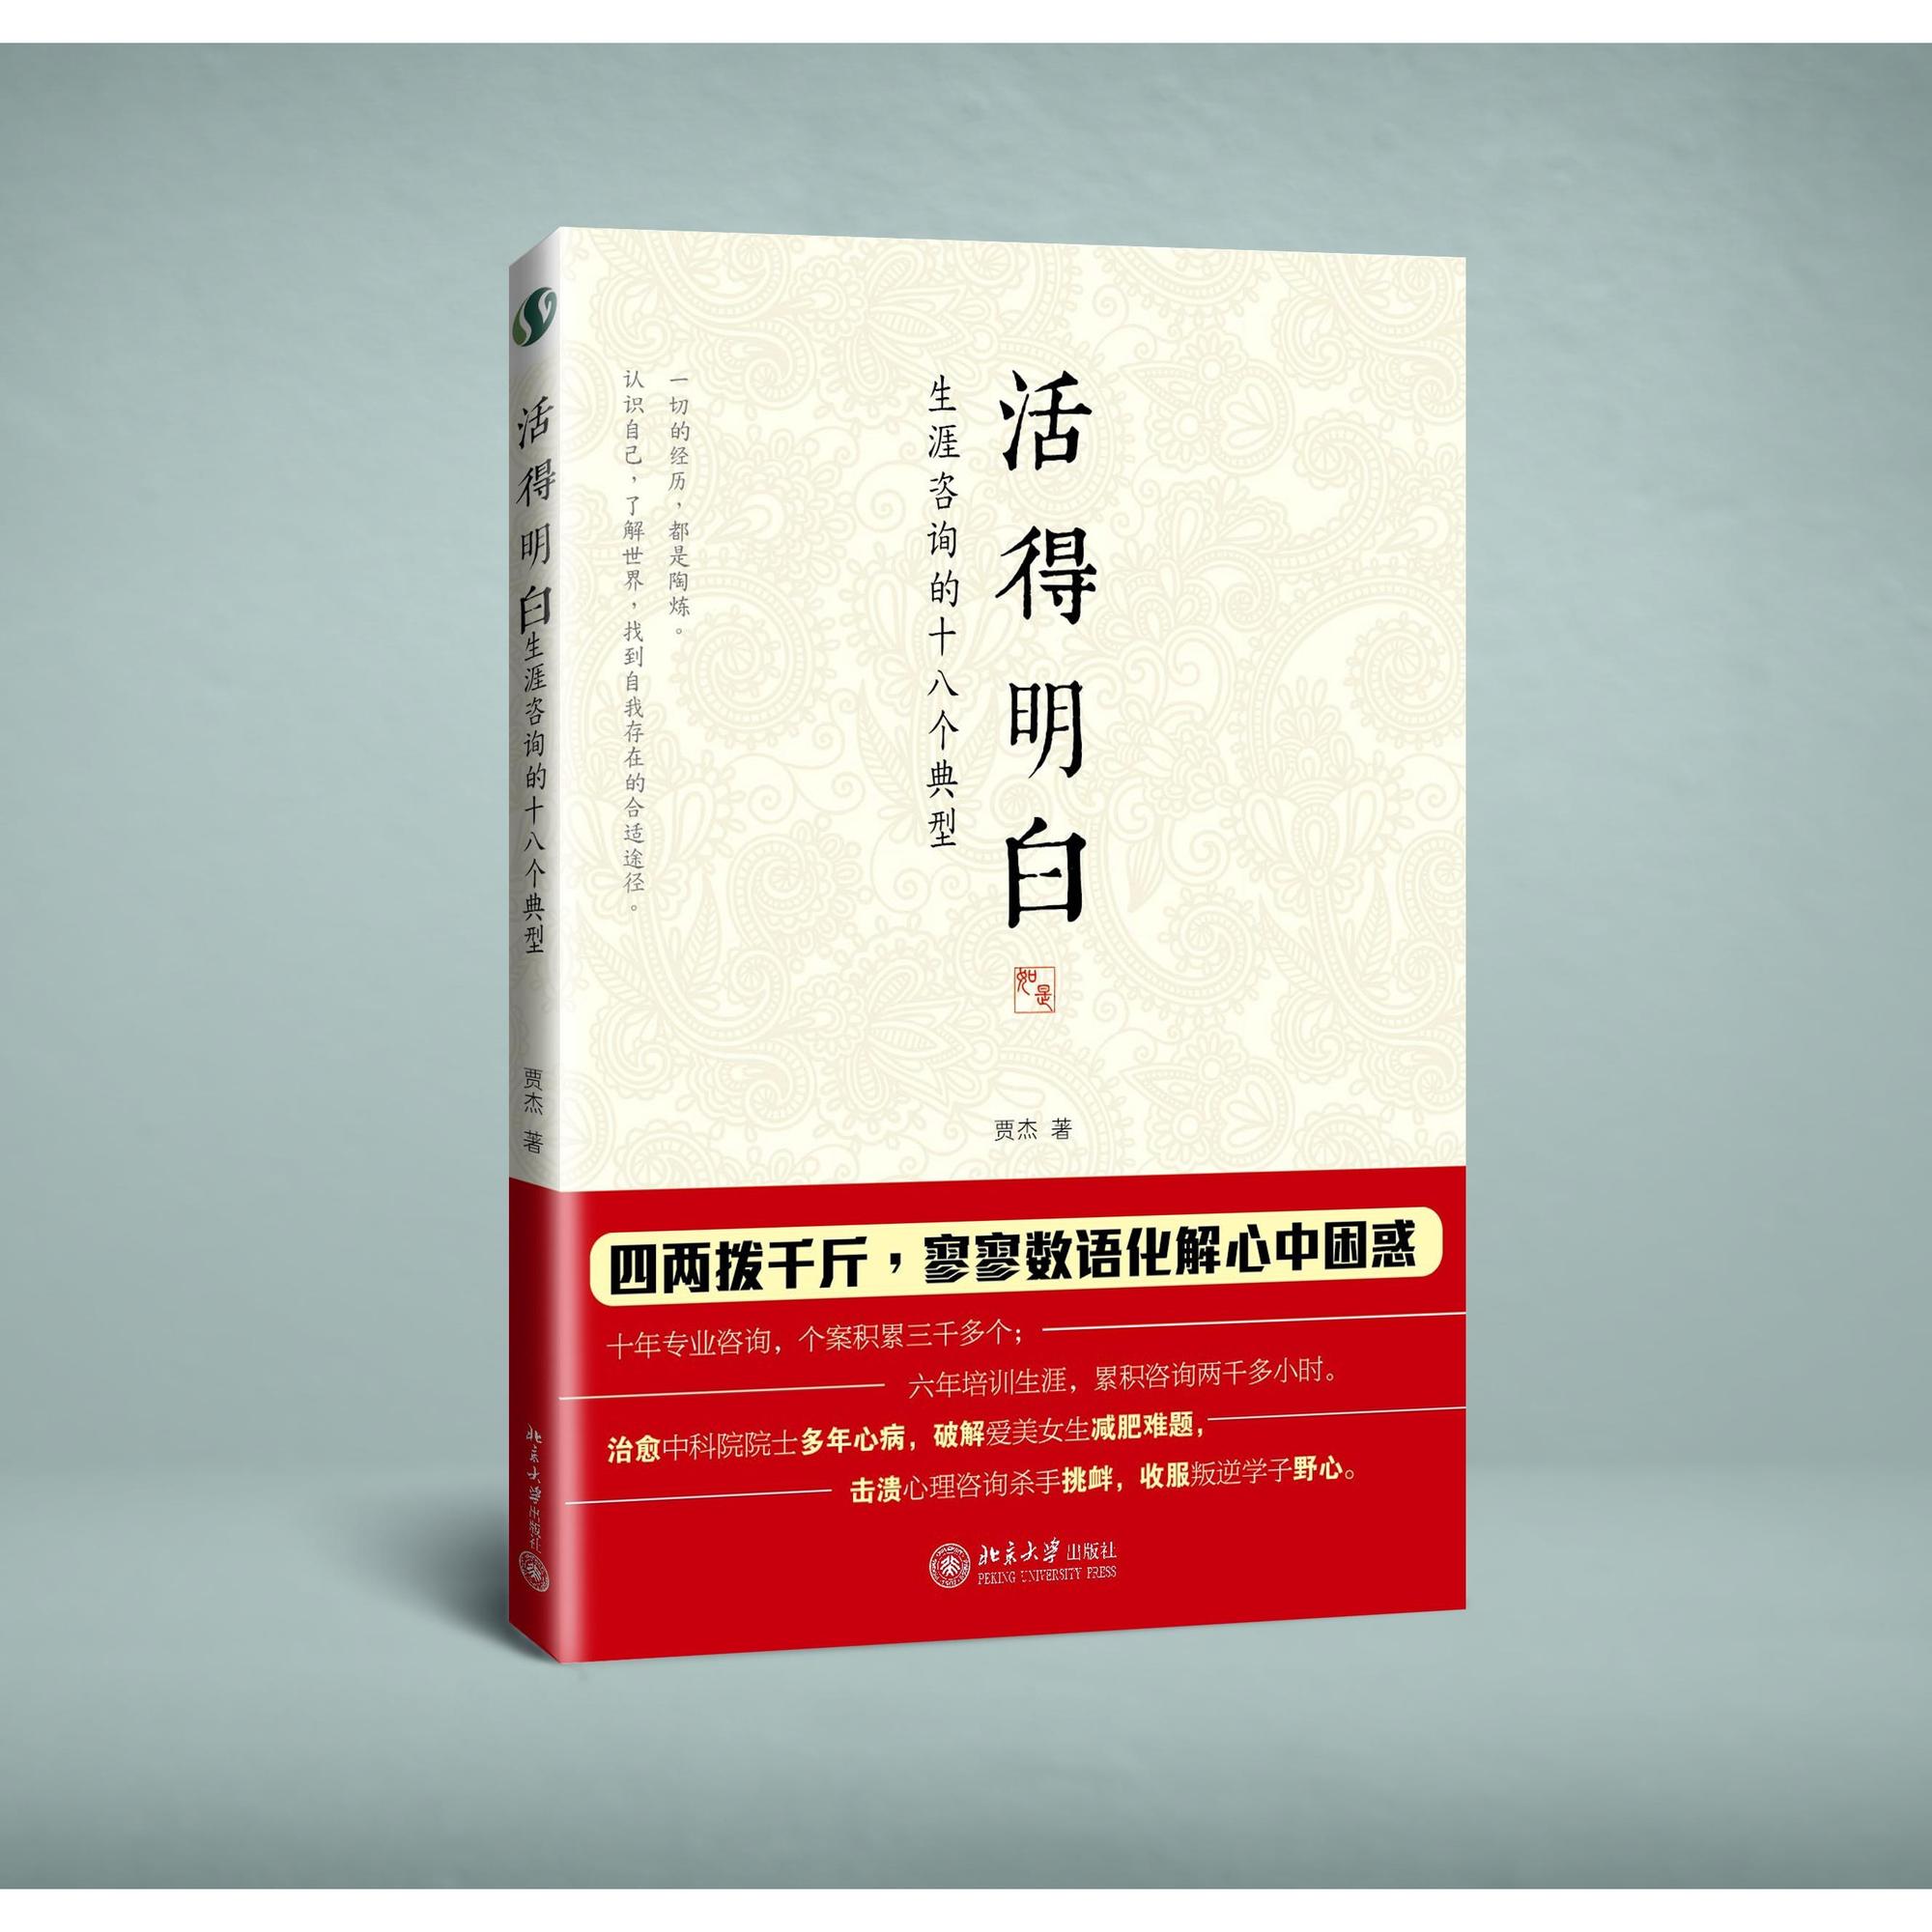 活得明白
生涯咨询的十八个典型
一切的经历，都是陶炼。
认识自己，了解世界，找到自我存在的合适途径。
如是
贾杰 著
四两拨千斤，寥寥数语化解心中困惑
十年专业咨询，个案积累三千多个；
六年培训生涯，累积咨询两千多小时。
治愈中科院院士多年心病，破解爱美女生减肥难题，
击溃心理咨询杀手挑衅，收服叛逆学子野心。
北京大学出版社
PEKING UNIVERSITY PRESS
活得明白
生涯咨询的十八个典型
贾杰 著
北京大学出版社